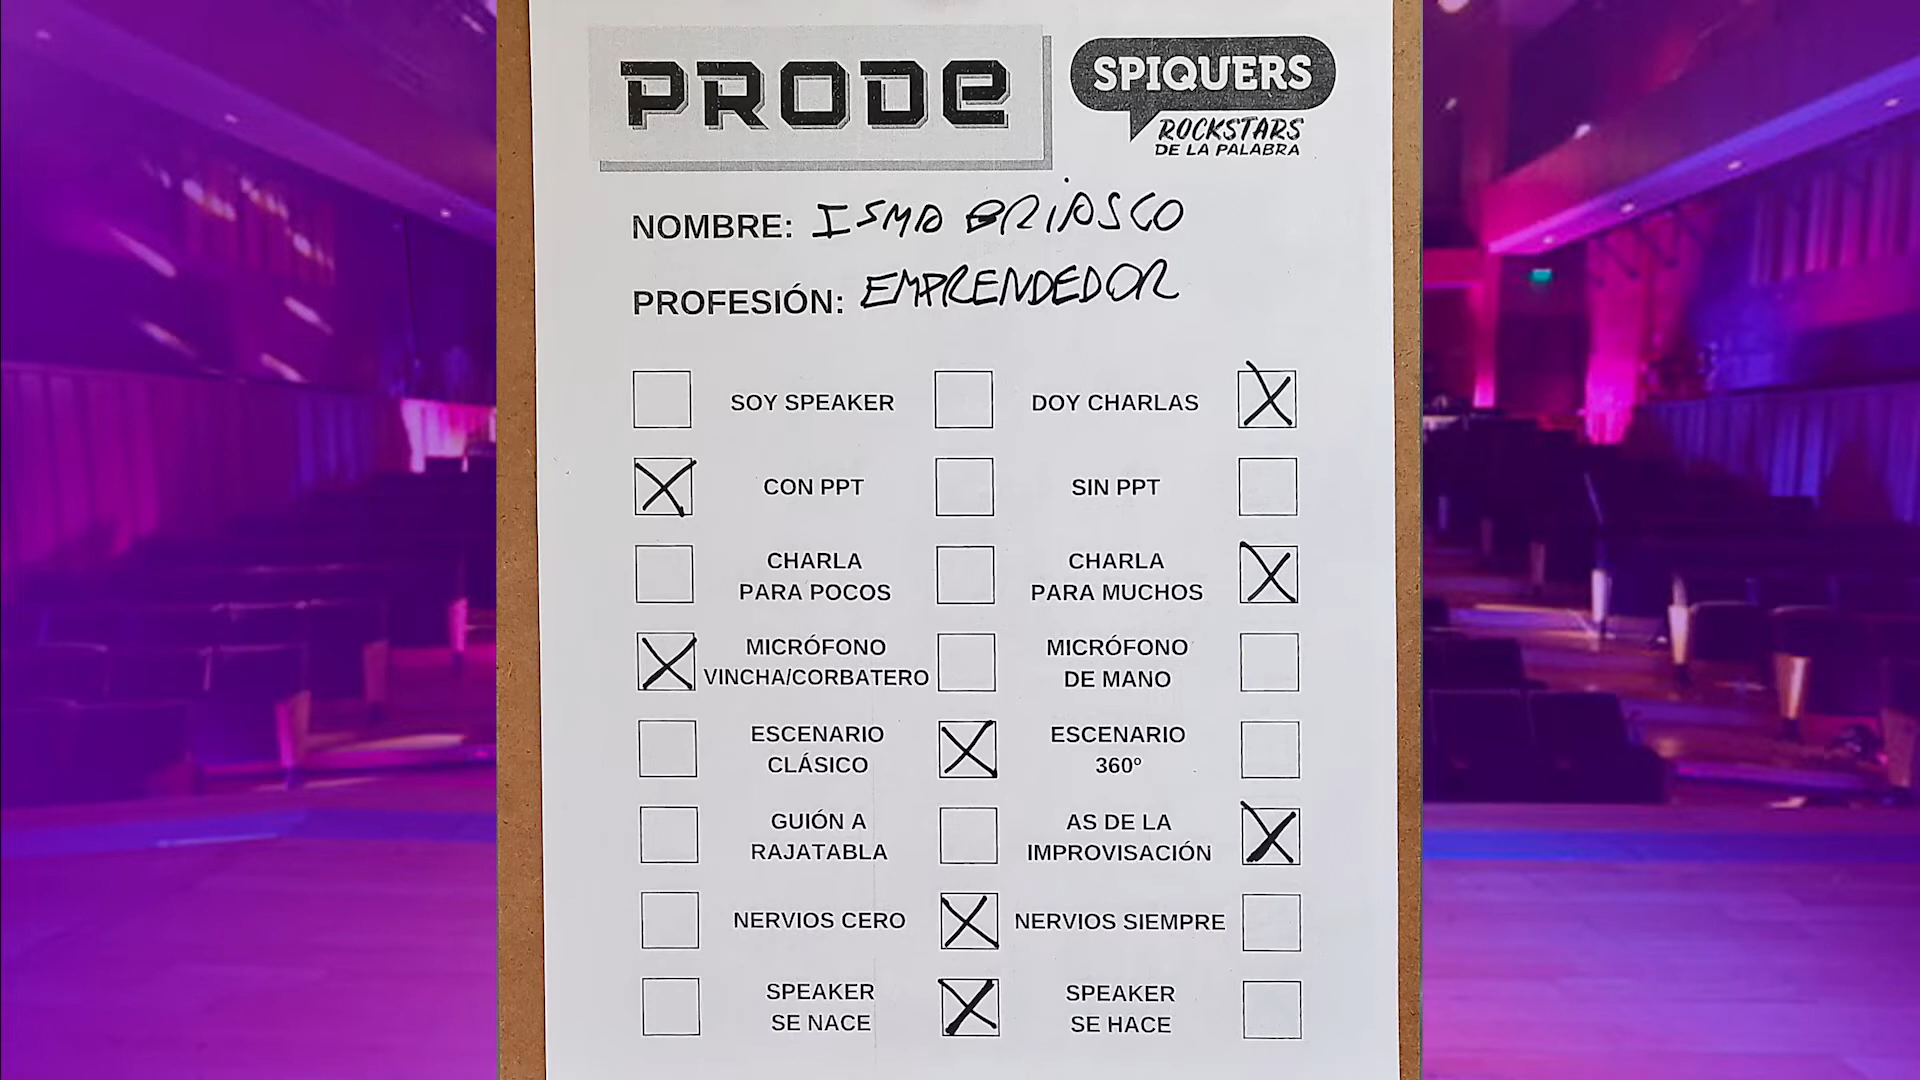 PRODE
SPIQUERS
ROCKSTARS
DE LA PALABRA
NOMBRE: ISMA BRIASCO
PROFESIÓN: EMPRENDEDOR
SOY SPEAKER DOY CHARLAS X
X CON PPT SIN PPT
CHARLA PARA POCOS CHARLA PARA MUCHOS X
X MICRÓFONO VINCHA/CORBATERO MICRÓFONO DE MANO
ESCENARIO CLÁSICO X ESCENARIO 360º
GUIÓN A RAJATABLA AS DE LA IMPROVISACIÓN X
NERVIOS CERO X NERVIOS SIEMPRE
SPEAKER SE NACE X SPEAKER SE HACE